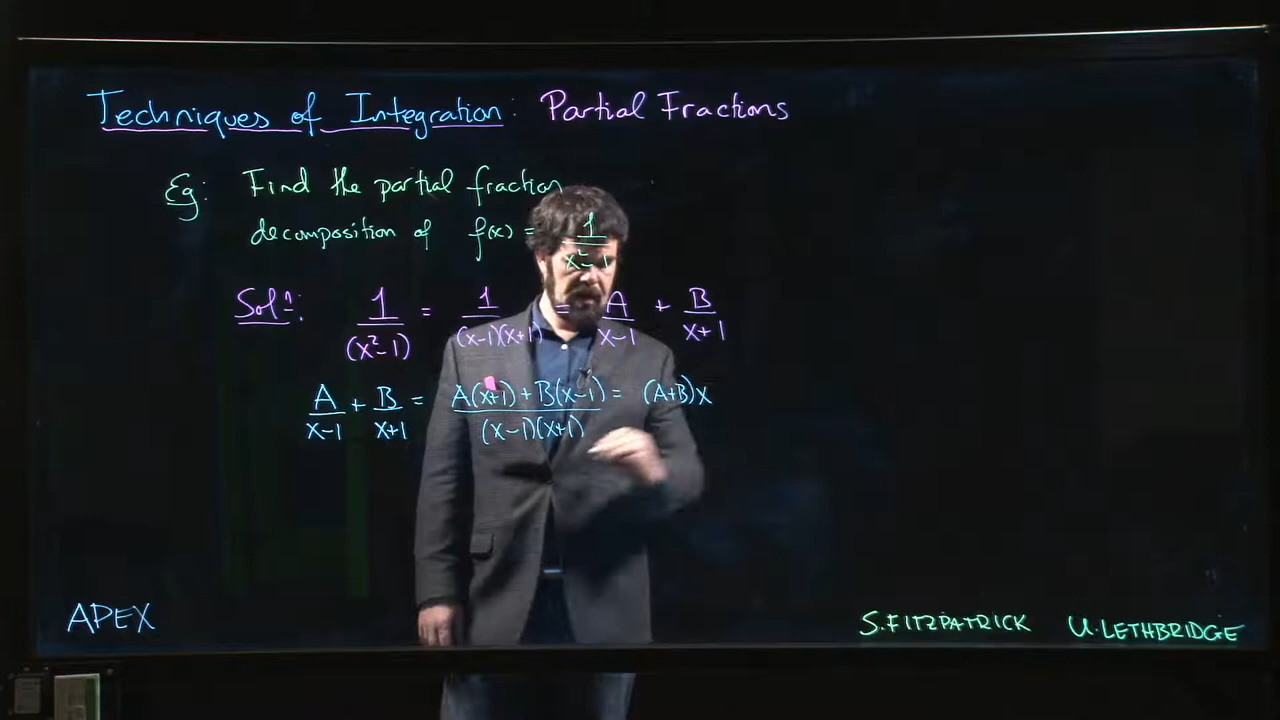 Techniques of Integration: Partial Fractions
Eg: Find the partial fraction
decomposition of f(x) = 1/(x²-1)
Solⁿ: 1/(x²-1) = 1/((x-1)(x+1)) = A/(x-1) + B/(x+1)
A/(x-1) + B/(x+1) = (A(x+1)+B(x-1))/((x-1)(x+1)) = (A+B)x
APEX
S.FITZPATRICK U.LETHBRIDGE